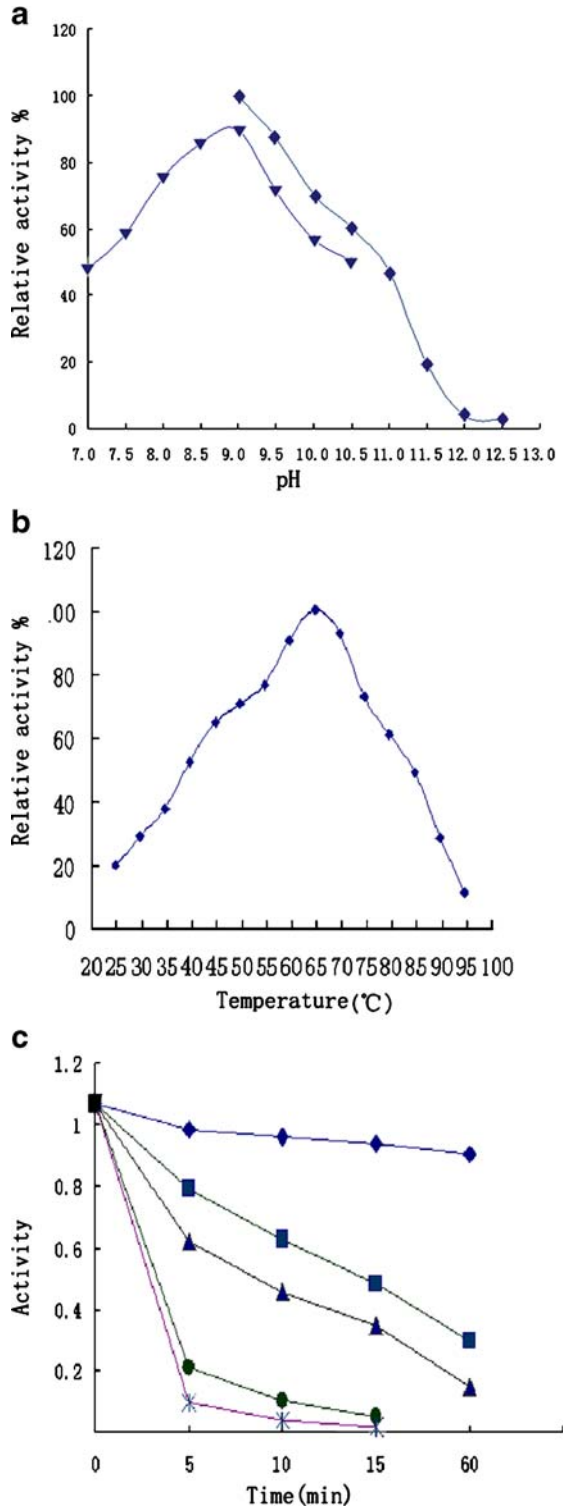 a
120
100
80
60
40
20
0
Relative activity %
7.0 7.5 8.0 8.5 9.0 9.5 10.0 10.5 11.0 11.5 12.0 12.5 13.0
pH
b
120
.00
80
60
40
20
0
Relative activity %
20 25 30 35 40 45 50 55 60 65 70 75 80 85 90 95 100
Temperature(℃)
c
1.2
1
0.8
0.6
0.4
0.2
Activity
0 5 10 15 60
Time(min)